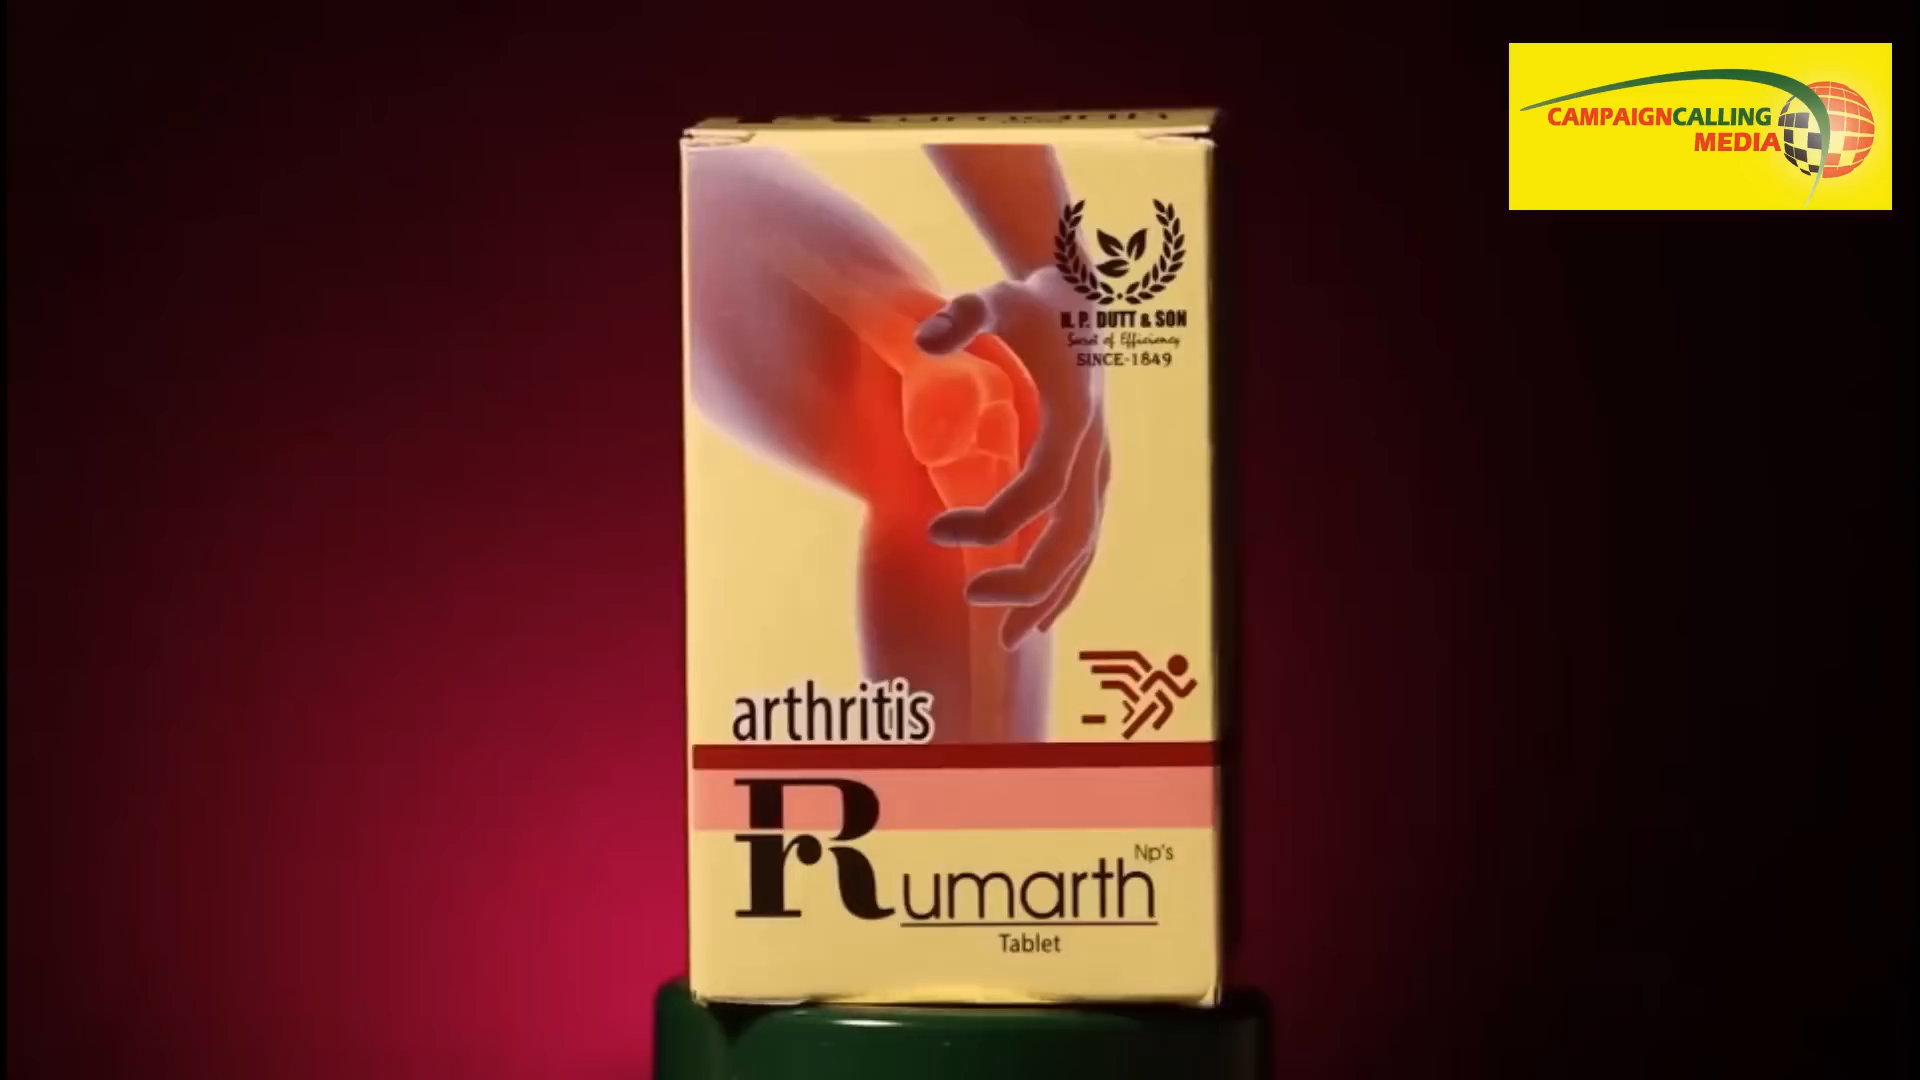 CAMPAIGNCALLING
MEDIA
N. P. DUTT & SON
Secret of Efficiency
SINCE-1849
arthritis
Rumarth
Np's
Tablet